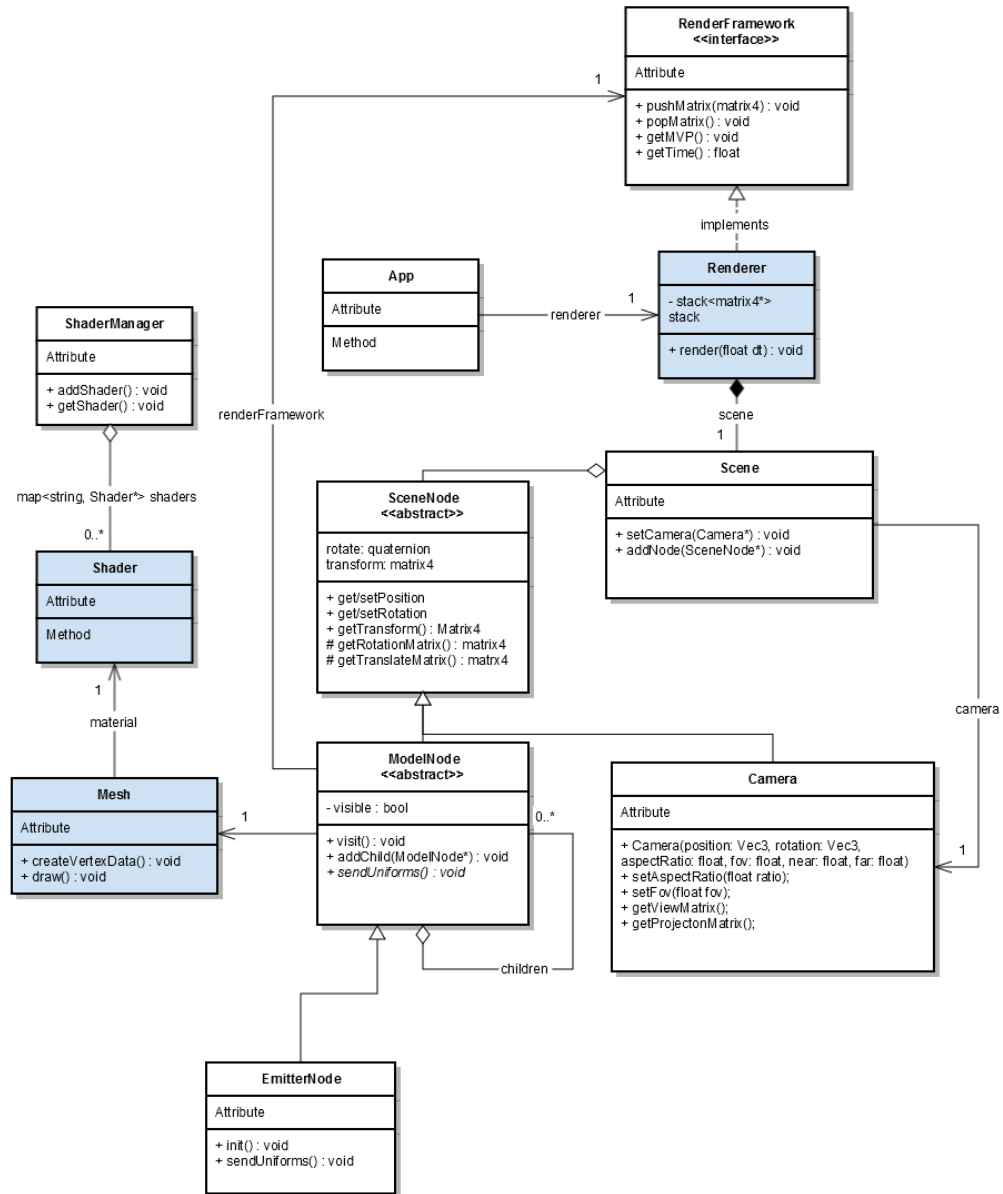 RenderFramework
<<interface>>
Attribute
+ pushMatrix(matrix4) : void
+ popMatrix() : void
+ getMVP() : void
+ getTime() : float
1
implements
Renderer
- stack<matrix4*>
stack
+ render(float dt) : void
App
Attribute
Method
renderer
1
ShaderManager
Attribute
+ addShader() : void
+ getShader() : void
renderFramework
scene
1
Scene
Attribute
+ setCamera(Camera*) : void
+ addNode(SceneNode*) : void
SceneNode
<<abstract>>
rotate: quaternion
transform: matrix4
+ get/setPosition
+ get/setRotation
+ getTransform() : Matrix4
# getRotationMatrix() : matrix4
# getTranslateMatrix() : matrx4
map<string, Shader*> shaders
0..*
Shader
Attribute
Method
1
material
camera
Mesh
Attribute
+ createVertexData() : void
+ draw() : void
1
ModelNode
<<abstract>>
- visible : bool
+ visit() : void
+ addChild(ModelNode*) : void
+ sendUniforms() : void
0..*
children
Camera
Attribute
+ Camera(position: Vec3, rotation: Vec3,
aspectRatio: float, fov: float, near: float, far: float)
+ setAspectRatio(float ratio);
+ setFov(float fov);
+ getViewMatrix();
+ getProjectonMatrix();
1
EmitterNode
Attribute
+ init() : void
+ sendUniforms() : void